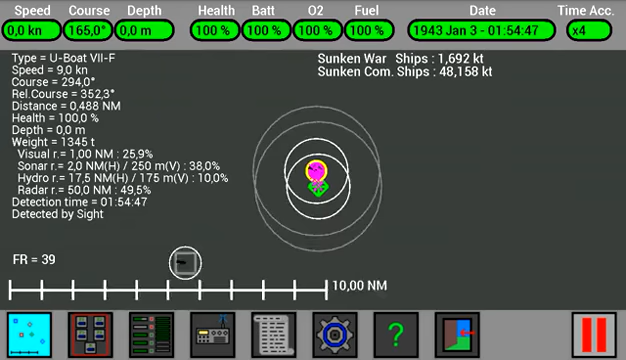 Speed Course Depth Health Batt O2 Fuel Date Time Acc.
0,0 kn 165,0° 0,0 m 100 % 100 % 100 % 100 % 1943 Jan 3 - 01:54:47 x4
Type = U-Boat VII-F
Speed = 9,0 kn
Course = 294,0°
Rel.Course = 352,3°
Distance = 0,488 NM
Health = 100,0 %
Depth = 0,0 m
Weight = 1345 t
Visual r.= 1,00 NM : 25,9%
Sonar r.= 2,0 NM(H) / 250 m(V) : 38,0%
Hydro r.= 17,5 NM(H) / 175 m(V) : 10,0%
Radar r.= 50,0 NM : 49,5%
Detection time = 01:54:47
Detected by Sight
Sunken War Ships : 1,692 kt
Sunken Com. Ships : 48,158 kt
FR = 39
10,00 NM
?